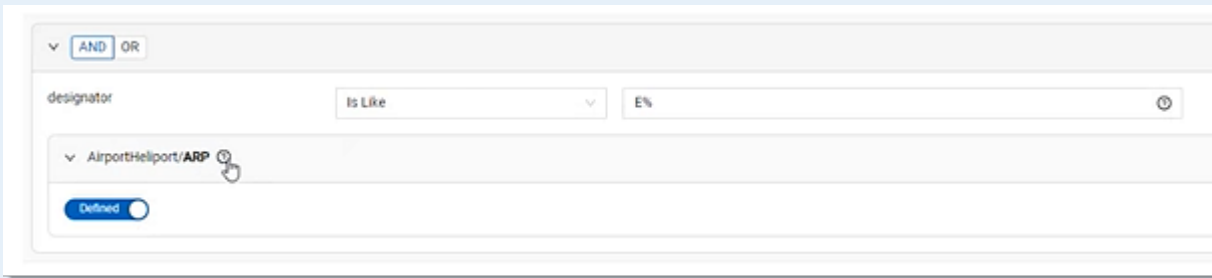 AND OR
designator Is Like E%
AirportHeliport/ARP
Defined